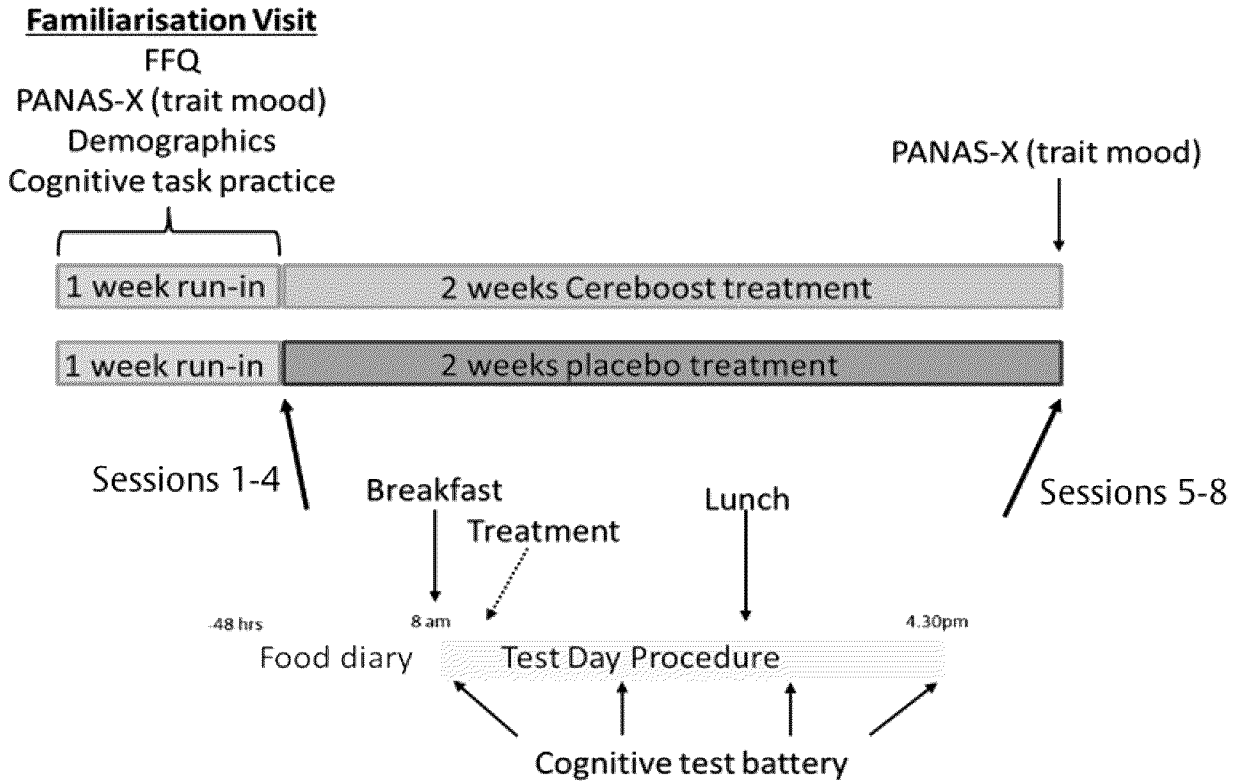 Familiarisation Visit
FFQ
PANAS-X (trait mood)
Demographics
Cognitive task practice
PANAS-X (trait mood)
1 week run-in
2 weeks Cereboost treatment
1 week run-in
2 weeks placebo treatment
Sessions 1-4
Sessions 5-8
Breakfast
Treatment
Lunch
-48 hrs
8 am
4.30pm
Food diary
Test Day Procedure
Cognitive test battery